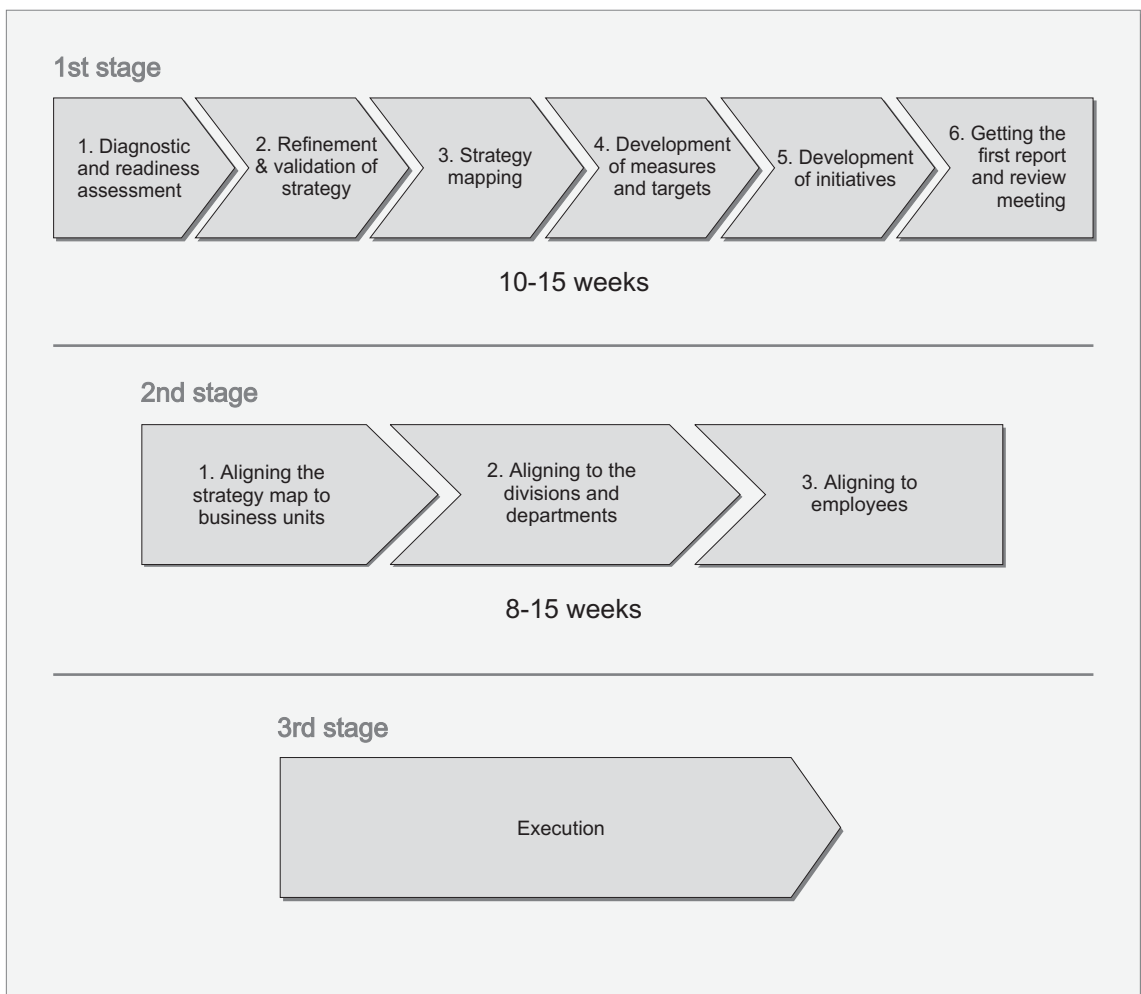 1st stage
1. Diagnostic
and readiness
assessment
2. Refinement
& validation of
strategy
3. Strategy
mapping
4. Development
of measures
and targets
5. Development
of initiatives
6. Getting the
first report
and review
meeting
10-15 weeks
2nd stage
1. Aligning the
strategy map to
business units
2. Aligning to the
divisions and
departments
3. Aligning to
employees
8-15 weeks
3rd stage
Execution